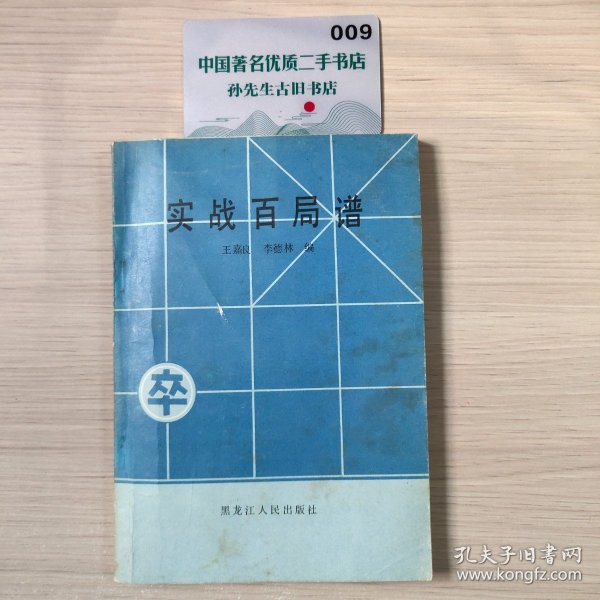 009
中国著名优质二手书店
孙先生古旧书店
实战百局谱
王嘉良 李德林 编
卒
黑龙江人民出版社
孔夫子旧書网
www.kongfz.com